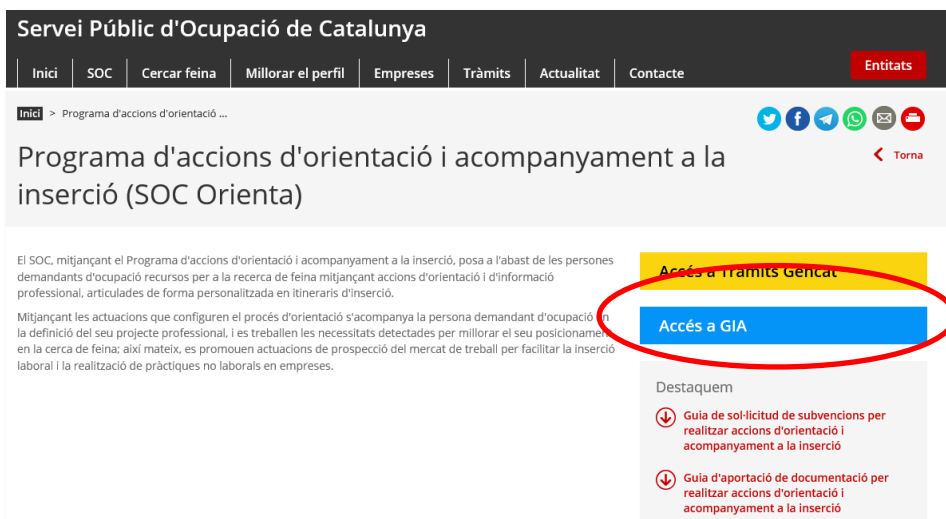 Servei Públic d'Ocupació de Catalunya
Inici
SOC
Cercar feina
Millorar el perfil
Empreses
Tràmits
Actualitat
Contacte
Entitats
Inici > Programa d'accions d'orientació ...
Programa d'accions d'orientació i acompanyament a la
inserció (SOC Orienta)
Torna
El SOC, mitjançant el Programa d'accions d'orientació i acompanyament a la inserció, posa a l'abast de les persones
demandants d'ocupació recursos per a la recerca de feina mitjançant accions d'orientació i d'informació
professional, articulades de forma personalitzada en itineraris d'inserció.
Mitjançant les actuacions que configuren el procés d'orientació s'acompanya la persona demandant d'ocupació en
la definició del seu projecte professional, i es treballen les necessitats detectades per millorar el seu posicionament
en la cerca de feina; així mateix, es promouen actuacions de prospecció del mercat de treball per facilitar la inserció
laboral i la realització de pràctiques no laborals en empreses.
Accés a Tràmits Gencat
Accés a GIA
Destaquem
Guia de sol·licitud de subvencions per
realitzar accions d'orientació i
acompanyament a la inserció
Guia d'aportació de documentació per
realitzar accions d'orientació i
acompanyament a la inserció